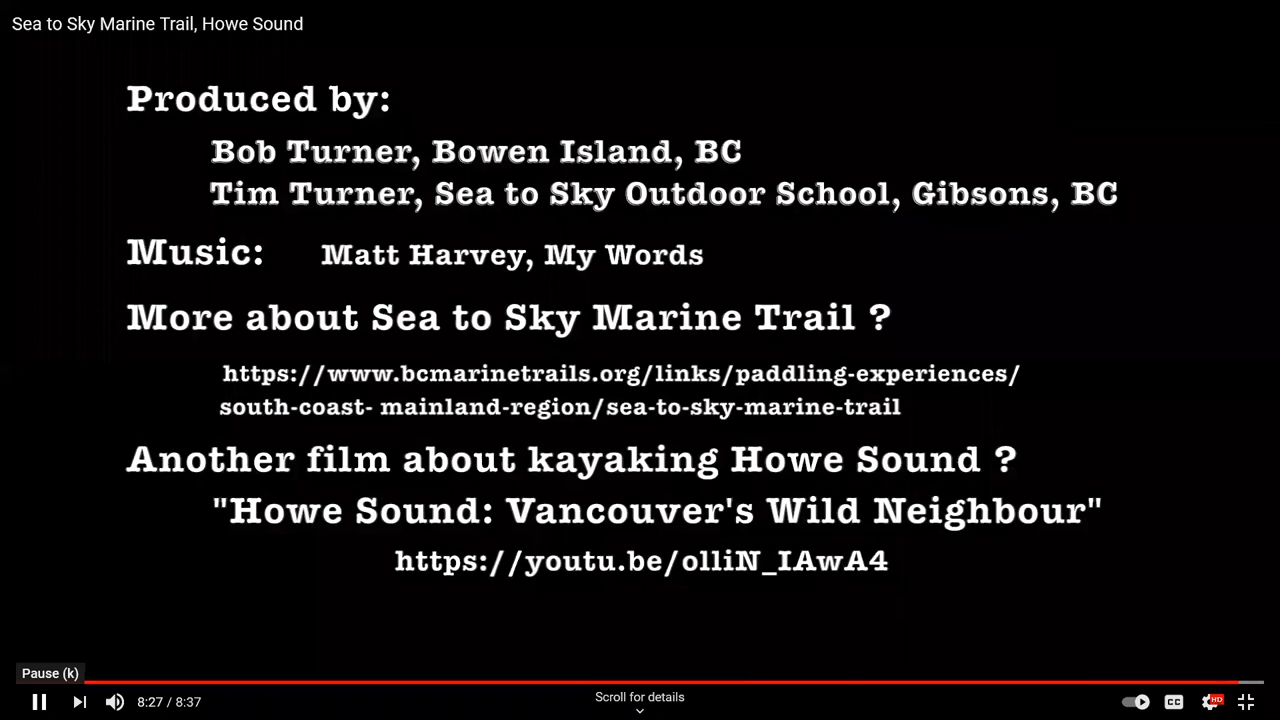 Sea to Sky Marine Trail, Howe Sound
Produced by:
Bob Turner, Bowen Island, BC
Tim Turner, Sea to Sky Outdoor School, Gibsons, BC
Music: Matt Harvey, My Words
More about Sea to Sky Marine Trail ?
https://www.bcmarinetrails.org/links/paddling-experiences/
south-coast- mainland-region/sea-to-sky-marine-trail
Another film about kayaking Howe Sound ?
"Howe Sound: Vancouver's Wild Neighbour"
https://youtu.be/olliN_IAwA4
Pause (k)
8:27 / 8:37
Scroll for details
CC
HD